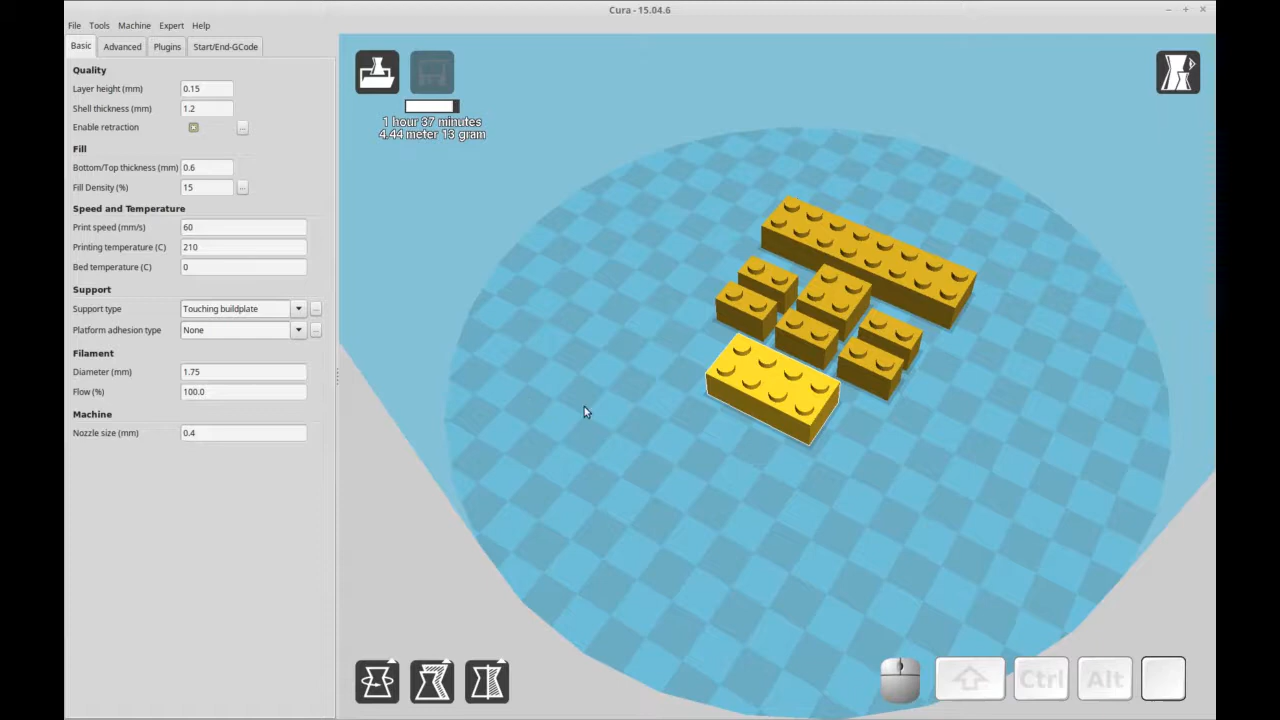 Cura - 15.04.6
File Tools Machine Expert Help
Basic Advanced Plugins Start/End-GCode
Quality
Layer height (mm) 0.15
Shell thickness (mm) 1.2
Enable retraction ...
Fill
Bottom/Top thickness (mm) 0.6
Fill Density (%) 15 ...
Speed and Temperature
Print speed (mm/s) 60
Printing temperature (C) 210
Bed temperature (C) 0
Support
Support type Touching buildplate ...
Platform adhesion type None ...
Filament
Diameter (mm) 1.75
Flow (%) 100.0
Machine
Nozzle size (mm) 0.4
1 hour 37 minutes
4.44 meter 13 gram
Ctrl Alt